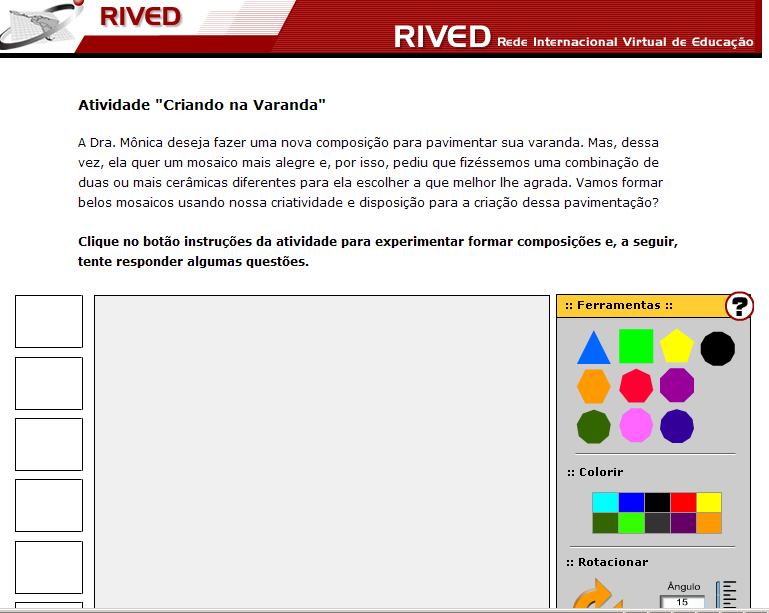 RIVED
RIVED Rede Internacional Virtual de Educação
Atividade "Criando na Varanda"
A Dra. Mônica deseja fazer uma nova composição para pavimentar sua varanda. Mas, dessa
vez, ela quer um mosaico mais alegre e, por isso, pediu que fizéssemos uma combinação de
duas ou mais cerâmicas diferentes para ela escolher a que melhor lhe agrada. Vamos formar
belos mosaicos usando nossa criatividade e disposição para a criação dessa pavimentação?
Clique no botão instruções da atividade para experimentar formar composições e, a seguir,
tente responder algumas questões.
:: Ferramentas ::
?
:: Colorir
:: Rotacionar
Ângulo
15